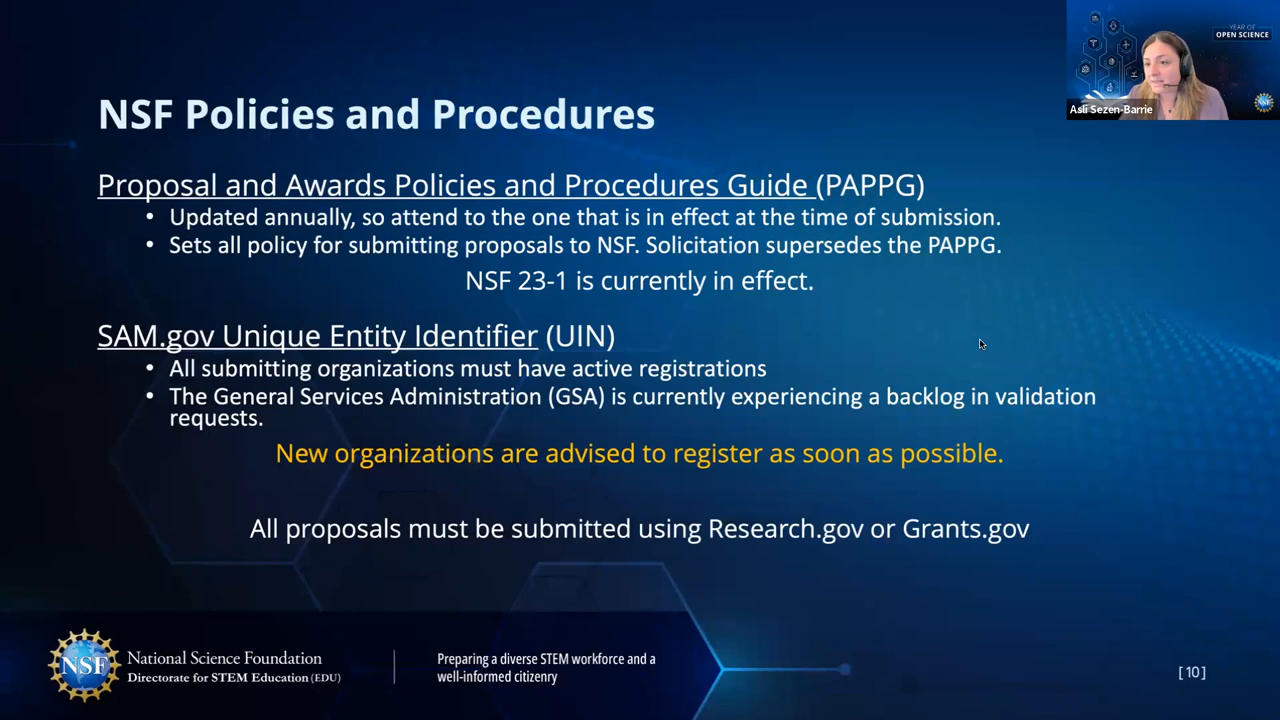 YEAR OF
OPEN SCIENCE
Asli Sezen-Barrie
NSF Policies and Procedures
Proposal and Awards Policies and Procedures Guide (PAPPG)
• Updated annually, so attend to the one that is in effect at the time of submission.
• Sets all policy for submitting proposals to NSF. Solicitation supersedes the PAPPG.
NSF 23-1 is currently in effect.
SAM.gov Unique Entity Identifier (UIN)
• All submitting organizations must have active registrations
• The General Services Administration (GSA) is currently experiencing a backlog in validation
requests.
New organizations are advised to register as soon as possible.
All proposals must be submitted using Research.gov or Grants.gov
NSF
National Science Foundation
Directorate for STEM Education (EDU)
Preparing a diverse STEM workforce and a
well-informed citizenry
[10]